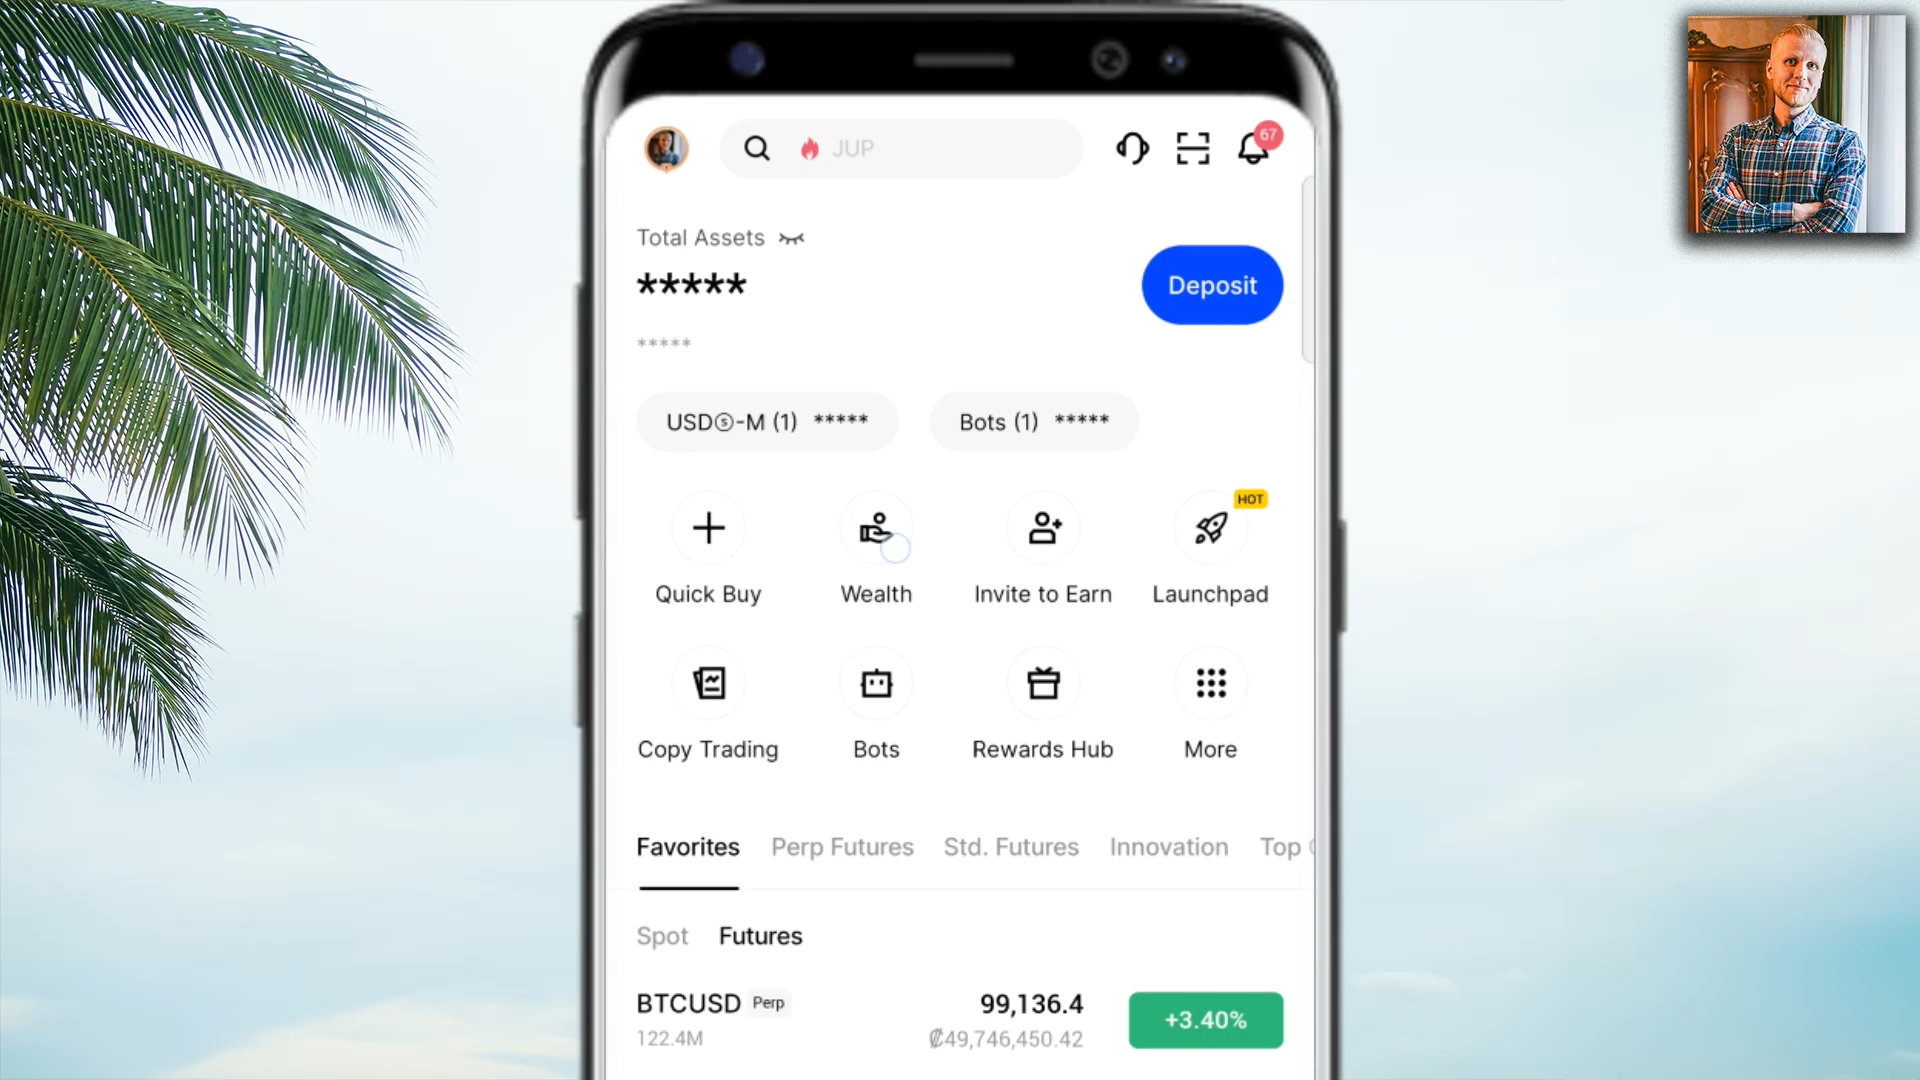 JUP
67
Total Assets
*****
Deposit
*****
USDⓢ-M (1) *****
Bots (1) *****
HOT
Quick Buy
Wealth
Invite to Earn
Launchpad
Copy Trading
Bots
Rewards Hub
More
Favorites
Perp Futures
Std. Futures
Innovation
Top
Spot
Futures
BTCUSD Perp
99,136.4
+3.40%
122.4M
₡49,746,450.42